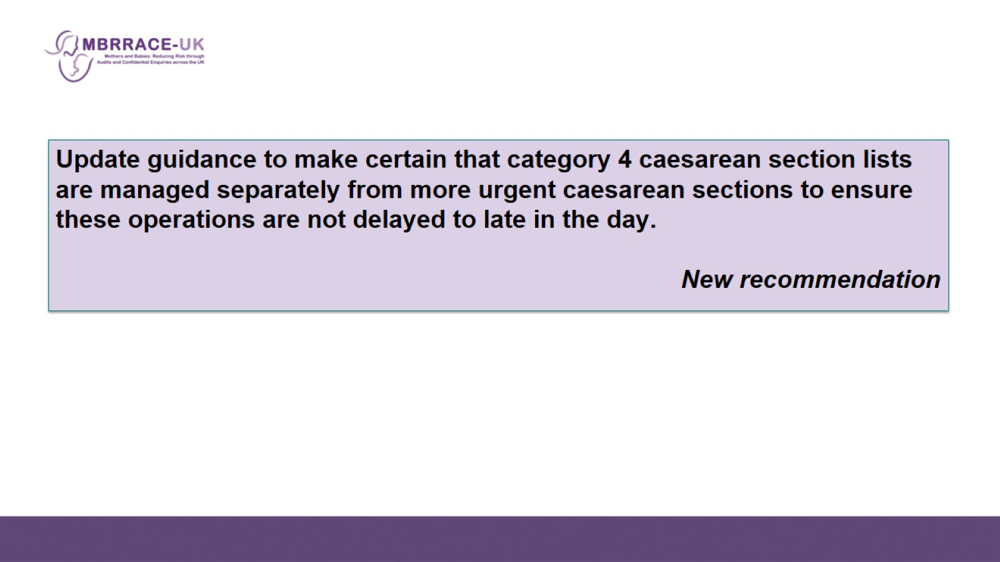 MBRRACE-UK
Mothers and Babies: Reducing Risk through
Audits and Confidential Enquiries across the UK
Update guidance to make certain that category 4 caesarean section lists
are managed separately from more urgent caesarean sections to ensure
these operations are not delayed to late in the day.
New recommendation